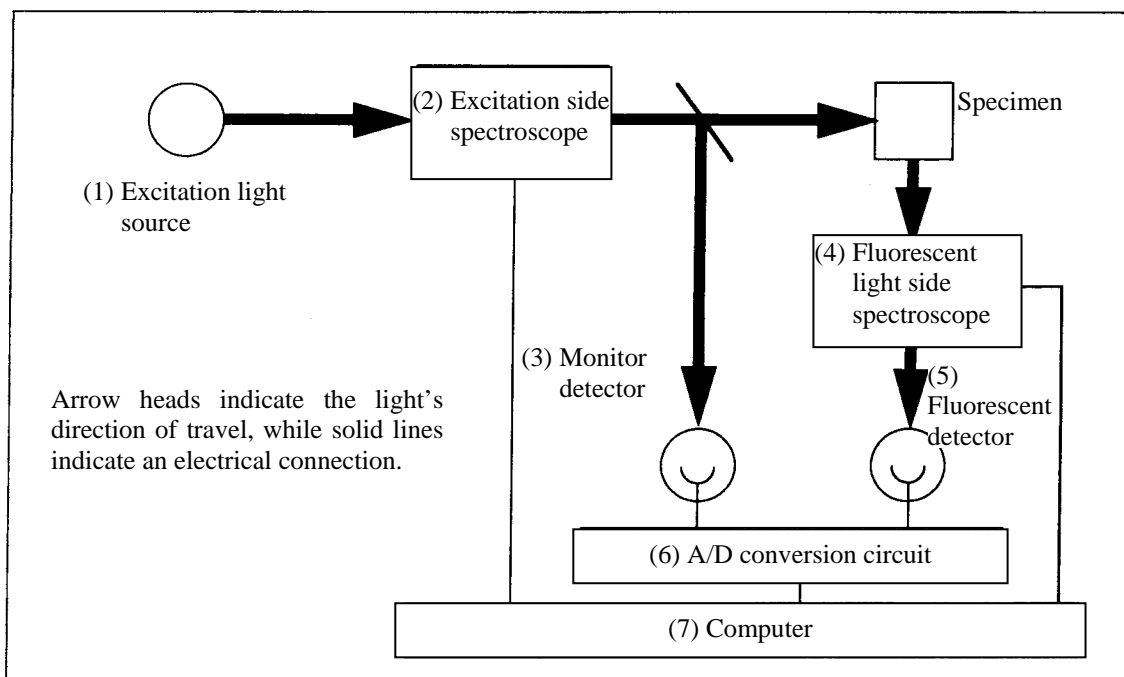 (2) Excitation side
spectroscope
Specimen
(1) Excitation light
source
(4) Fluorescent
light side
spectroscope
(3) Monitor
detector
(5)
Fluorescent
detector
Arrow heads indicate the light's
direction of travel, while solid lines
indicate an electrical connection.
(6) A/D conversion circuit
(7) Computer